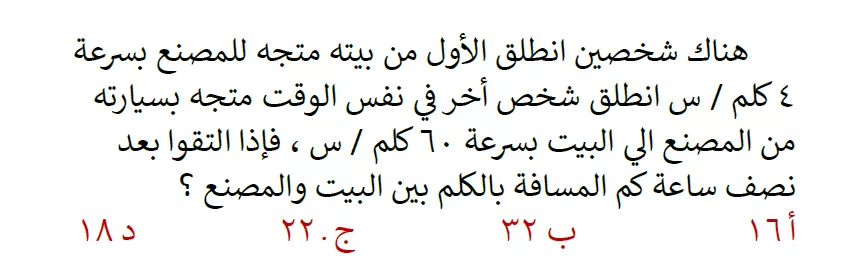 هناك شخصين انطلق الأول من بيته متجه للمصنع بسرعة
٤ كلم / س انطلق شخص أخر في نفس الوقت متجه بسيارته
من المصنع الي البيت بسرعة ٦٠ كلم / س ، فإذا التقوا بعد
نصف ساعة كم المسافة بالكلم بين البيت والمصنع ؟
أ ١٦ ب ٣٢ ج. ٢٢ د ١٨